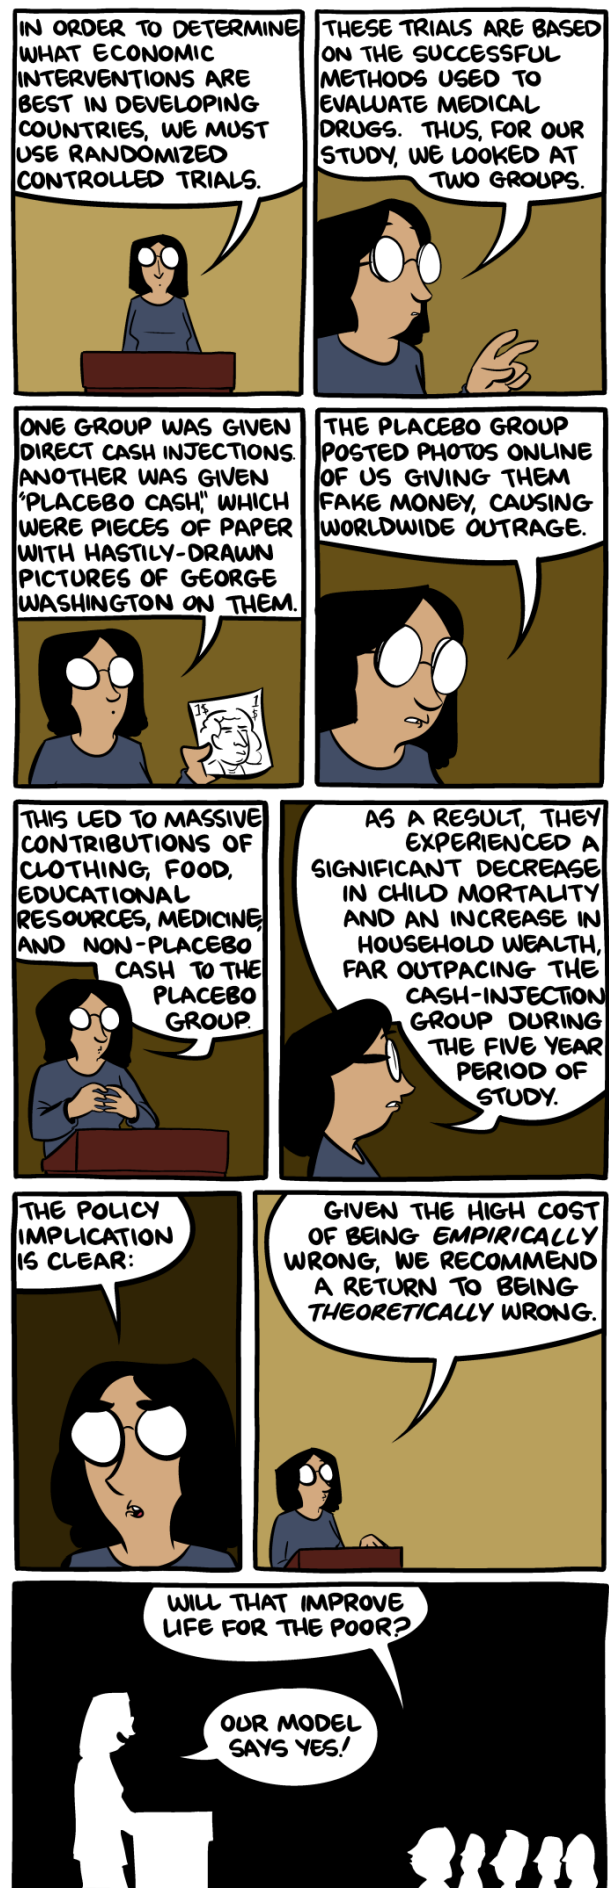 IN ORDER TO DETERMINE
WHAT ECONOMIC
INTERVENTIONS ARE
BEST IN DEVELOPING
COUNTRIES, WE MUST
USE RANDOMIZED
CONTROLLED TRIALS.
THESE TRIALS ARE BASED
ON THE SUCCESSFUL
METHODS USED TO
EVALUATE MEDICAL
DRUGS. THUS, FOR OUR
STUDY, WE LOOKED AT
TWO GROUPS.
ONE GROUP WAS GIVEN
DIRECT CASH INJECTIONS.
ANOTHER WAS GIVEN
"PLACEBO CASH," WHICH
WERE PIECES OF PAPER
WITH HASTILY-DRAWN
PICTURES OF GEORGE
WASHINGTON ON THEM.
1$ 1
$
THE PLACEBO GROUP
POSTED PHOTOS ONLINE
OF US GIVING THEM
FAKE MONEY, CAUSING
WORLDWIDE OUTRAGE.
THIS LED TO MASSIVE
CONTRIBUTIONS OF
CLOTHING, FOOD,
EDUCATIONAL
RESOURCES, MEDICINE,
AND NON-PLACEBO
CASH TO THE
PLACEBO
GROUP.
AS A RESULT, THEY
EXPERIENCED A
SIGNIFICANT DECREASE
IN CHILD MORTALITY
AND AN INCREASE IN
HOUSEHOLD WEALTH,
FAR OUTPACING THE
CASH-INJECTION
GROUP DURING
THE FIVE YEAR
PERIOD OF
STUDY.
THE POLICY
IMPLICATION
IS CLEAR:
GIVEN THE HIGH COST
OF BEING EMPIRICALLY
WRONG, WE RECOMMEND
A RETURN TO BEING
THEORETICALLY WRONG.
WILL THAT IMPROVE
LIFE FOR THE POOR?
OUR MODEL
SAYS YES!